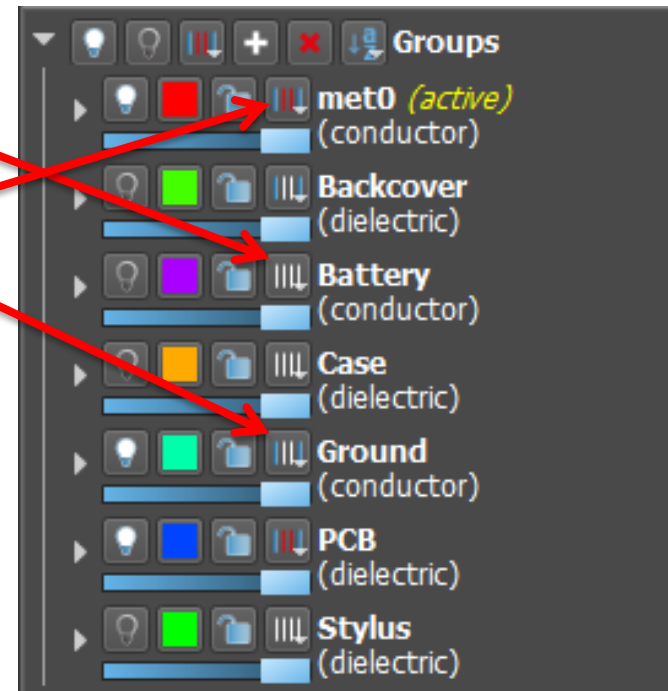 Groups
met0 (active)
(conductor)
Backcover
(dielectric)
Battery
(conductor)
Case
(dielectric)
Ground
(conductor)
PCB
(dielectric)
Stylus
(dielectric)